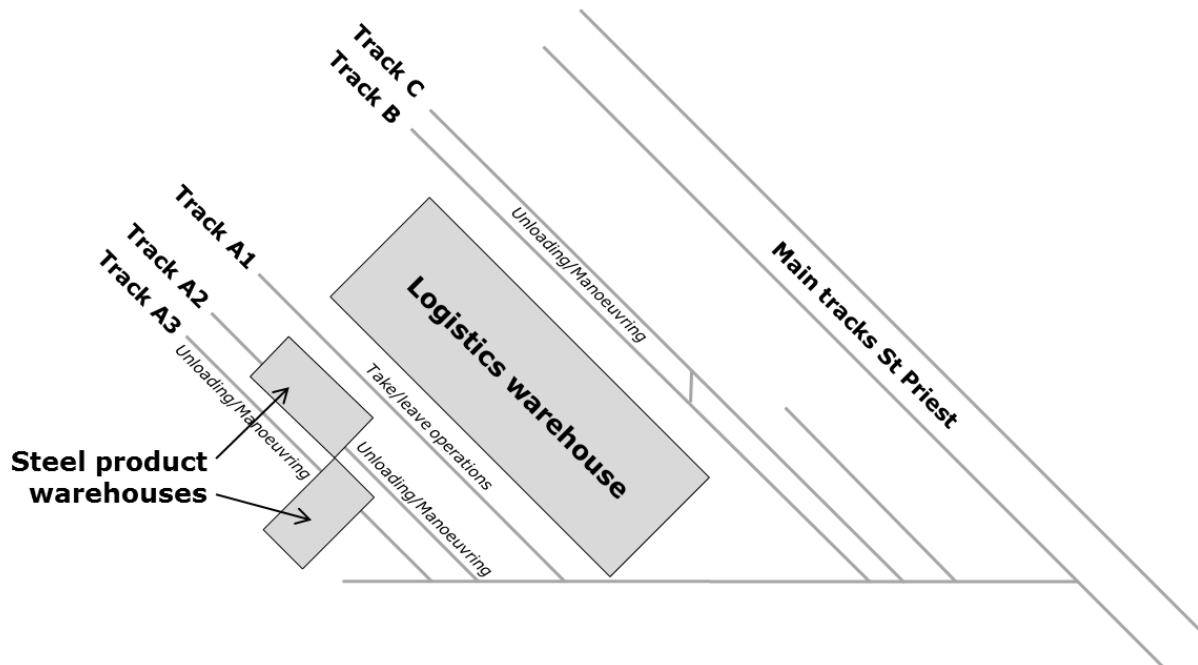 Track C
Track B
Track A1
Track A2
Track A3
Unloading/Manoeuvring
Main tracks St Priest
Logistics warehouse
Take/leave operations
Unloading/Manoeuvring
Unloading/Manoeuvring
Steel product
warehouses